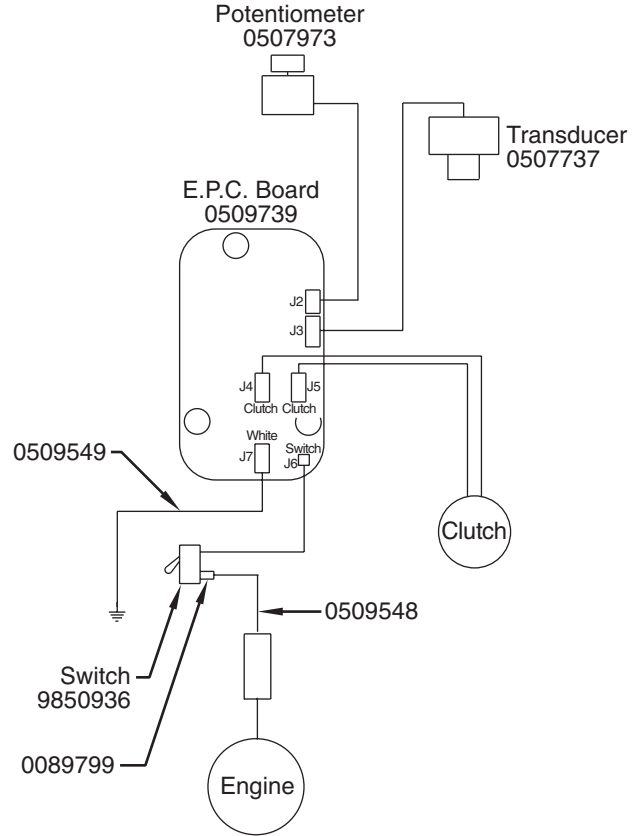 Potentiometer
0507973
Transducer
0507737
E.P.C. Board
0509739
J2
J3
J4
J5
Clutch
Clutch
White
J7
Switch
J6
0509549
Clutch
0509548
Switch
9850936
0089799
Engine